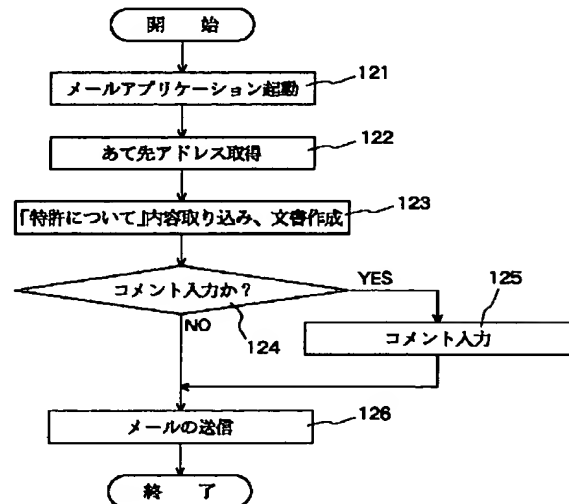 開　始
メールアプリケーション起動
121
あて先アドレス取得
122
『特許について』内容取り込み、文書作成
123
コメント入力か?
YES
NO
124
125
コメント入力
メールの送信
126
終　了